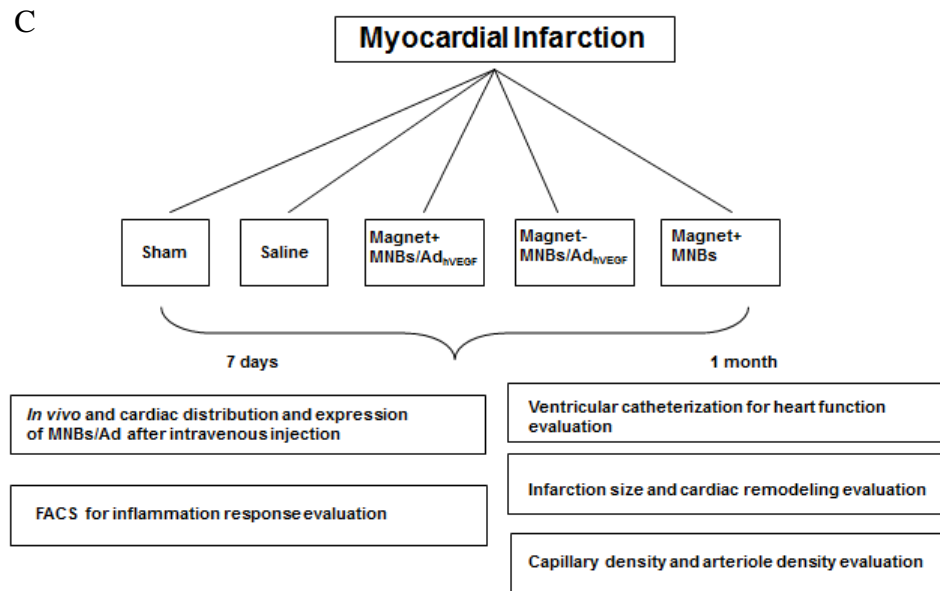 C
Myocardial Infarction
Sham
Saline
Magnet+
MNBs/Ad_hVEGF
Magnet-
MNBs/Ad_hVEGF
Magnet+
MNBs
7 days
1 month
In vivo and cardiac distribution and expression
of MNBs/Ad after intravenous injection
FACS for inflammation response evaluation
Ventricular catheterization for heart function
evaluation
Infarction size and cardiac remodeling evaluation
Capillary density and arteriole density evaluation